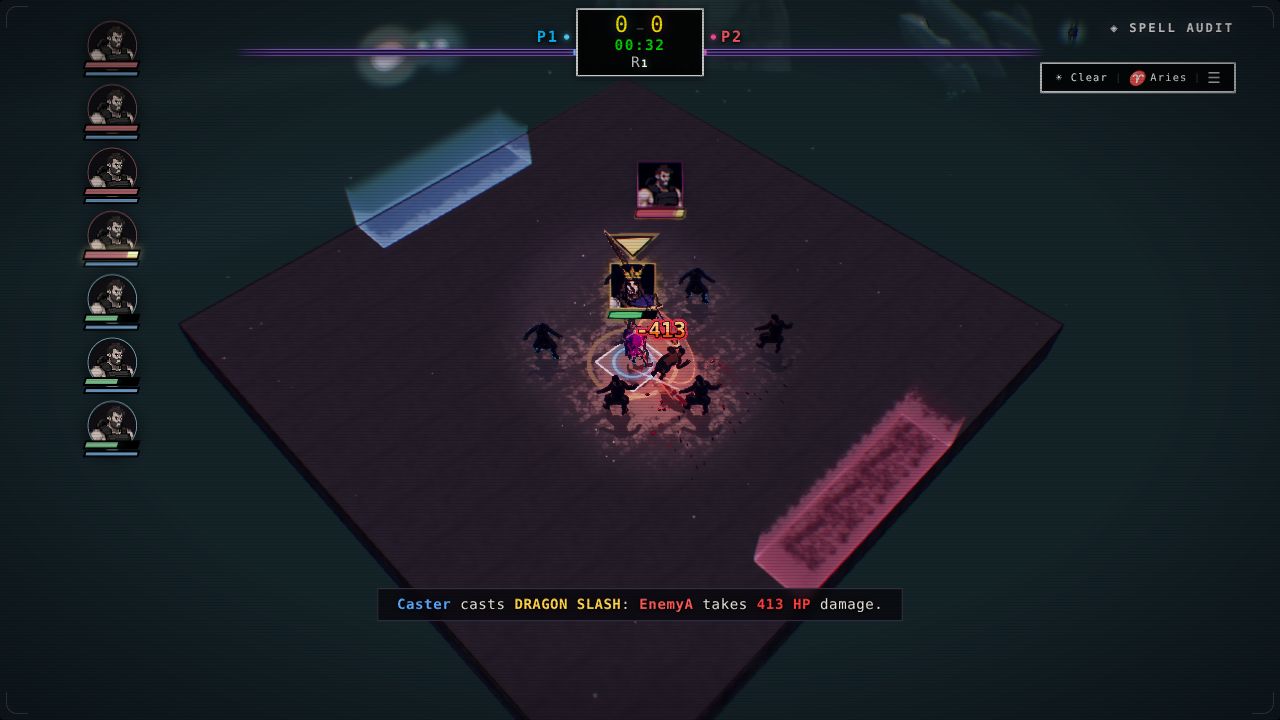 0 - 0
P1
00:32
P2
R1
◈ SPELL AUDIT
☀ Clear | ♈ Aries | ☰
-413
Caster casts DRAGON SLASH: EnemyA takes 413 HP damage.